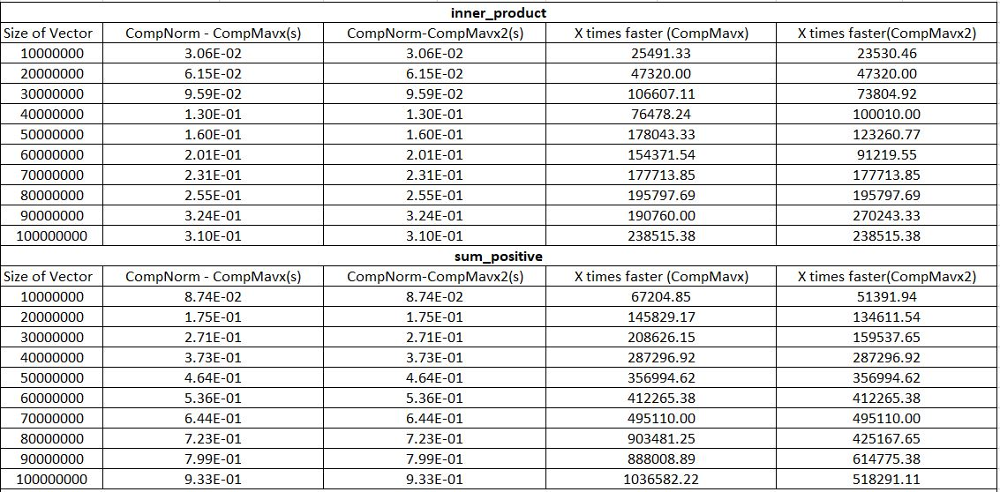 inner_product
Size of Vector CompNorm - CompMavx(s) CompNorm-CompMavx2(s) X times faster (CompMavx) X times faster(CompMavx2)
10000000 3.06E-02 3.06E-02 25491.33 23530.46
20000000 6.15E-02 6.15E-02 47320.00 47320.00
30000000 9.59E-02 9.59E-02 106607.11 73804.92
40000000 1.30E-01 1.30E-01 76478.24 100010.00
50000000 1.60E-01 1.60E-01 178043.33 123260.77
60000000 2.01E-01 2.01E-01 154371.54 91219.55
70000000 2.31E-01 2.31E-01 177713.85 177713.85
80000000 2.55E-01 2.55E-01 195797.69 195797.69
90000000 3.24E-01 3.24E-01 190760.00 270243.33
100000000 3.10E-01 3.10E-01 238515.38 238515.38
sum_positive
Size of Vector CompNorm - CompMavx(s) CompNorm-CompMavx2(s) X times faster (CompMavx) X times faster(CompMavx2)
10000000 8.74E-02 8.74E-02 67204.85 51391.94
20000000 1.75E-01 1.75E-01 145829.17 134611.54
30000000 2.71E-01 2.71E-01 208626.15 159537.65
40000000 3.73E-01 3.73E-01 287296.92 287296.92
50000000 4.64E-01 4.64E-01 356994.62 356994.62
60000000 5.36E-01 5.36E-01 412265.38 412265.38
70000000 6.44E-01 6.44E-01 495110.00 495110.00
80000000 7.23E-01 7.23E-01 903481.25 425167.65
90000000 7.99E-01 7.99E-01 888008.89 614775.38
100000000 9.33E-01 9.33E-01 1036582.22 518291.11